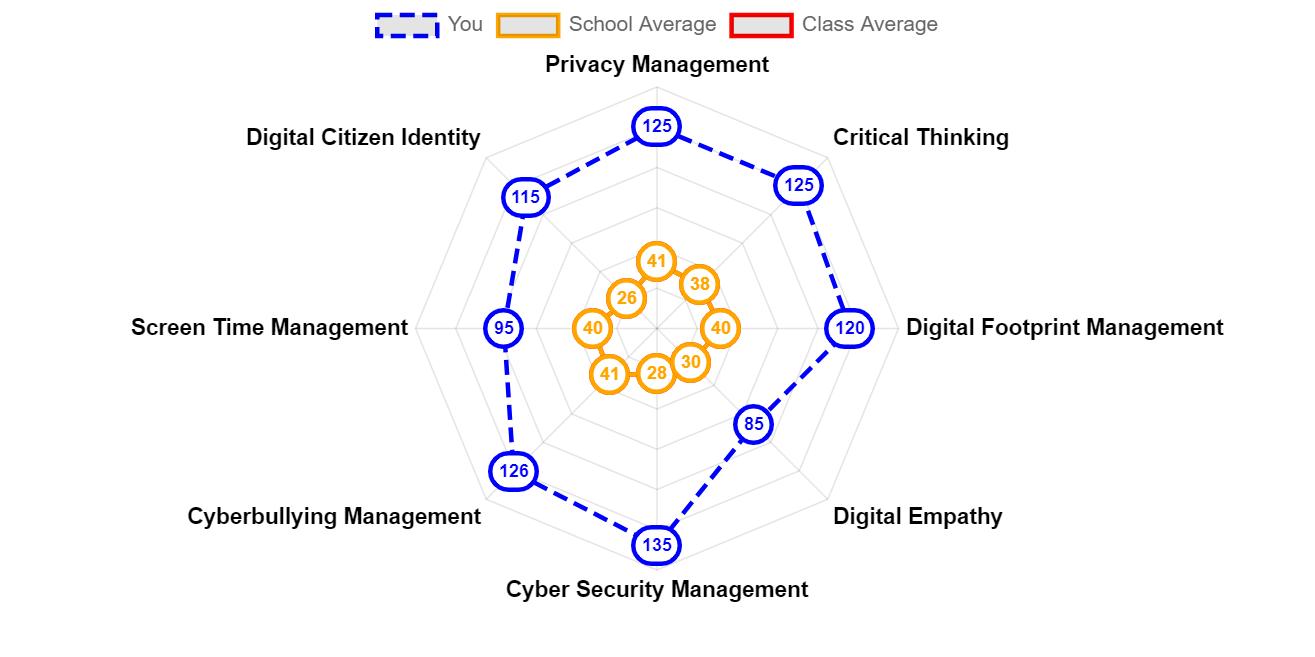 You School Average Class Average
Privacy Management
Digital Citizen Identity
Critical Thinking
125
125
115
41
38
26
Screen Time Management
95
40
40
120
Digital Footprint Management
41
28
30
85
126
Cyberbullying Management
Digital Empathy
135
Cyber Security Management